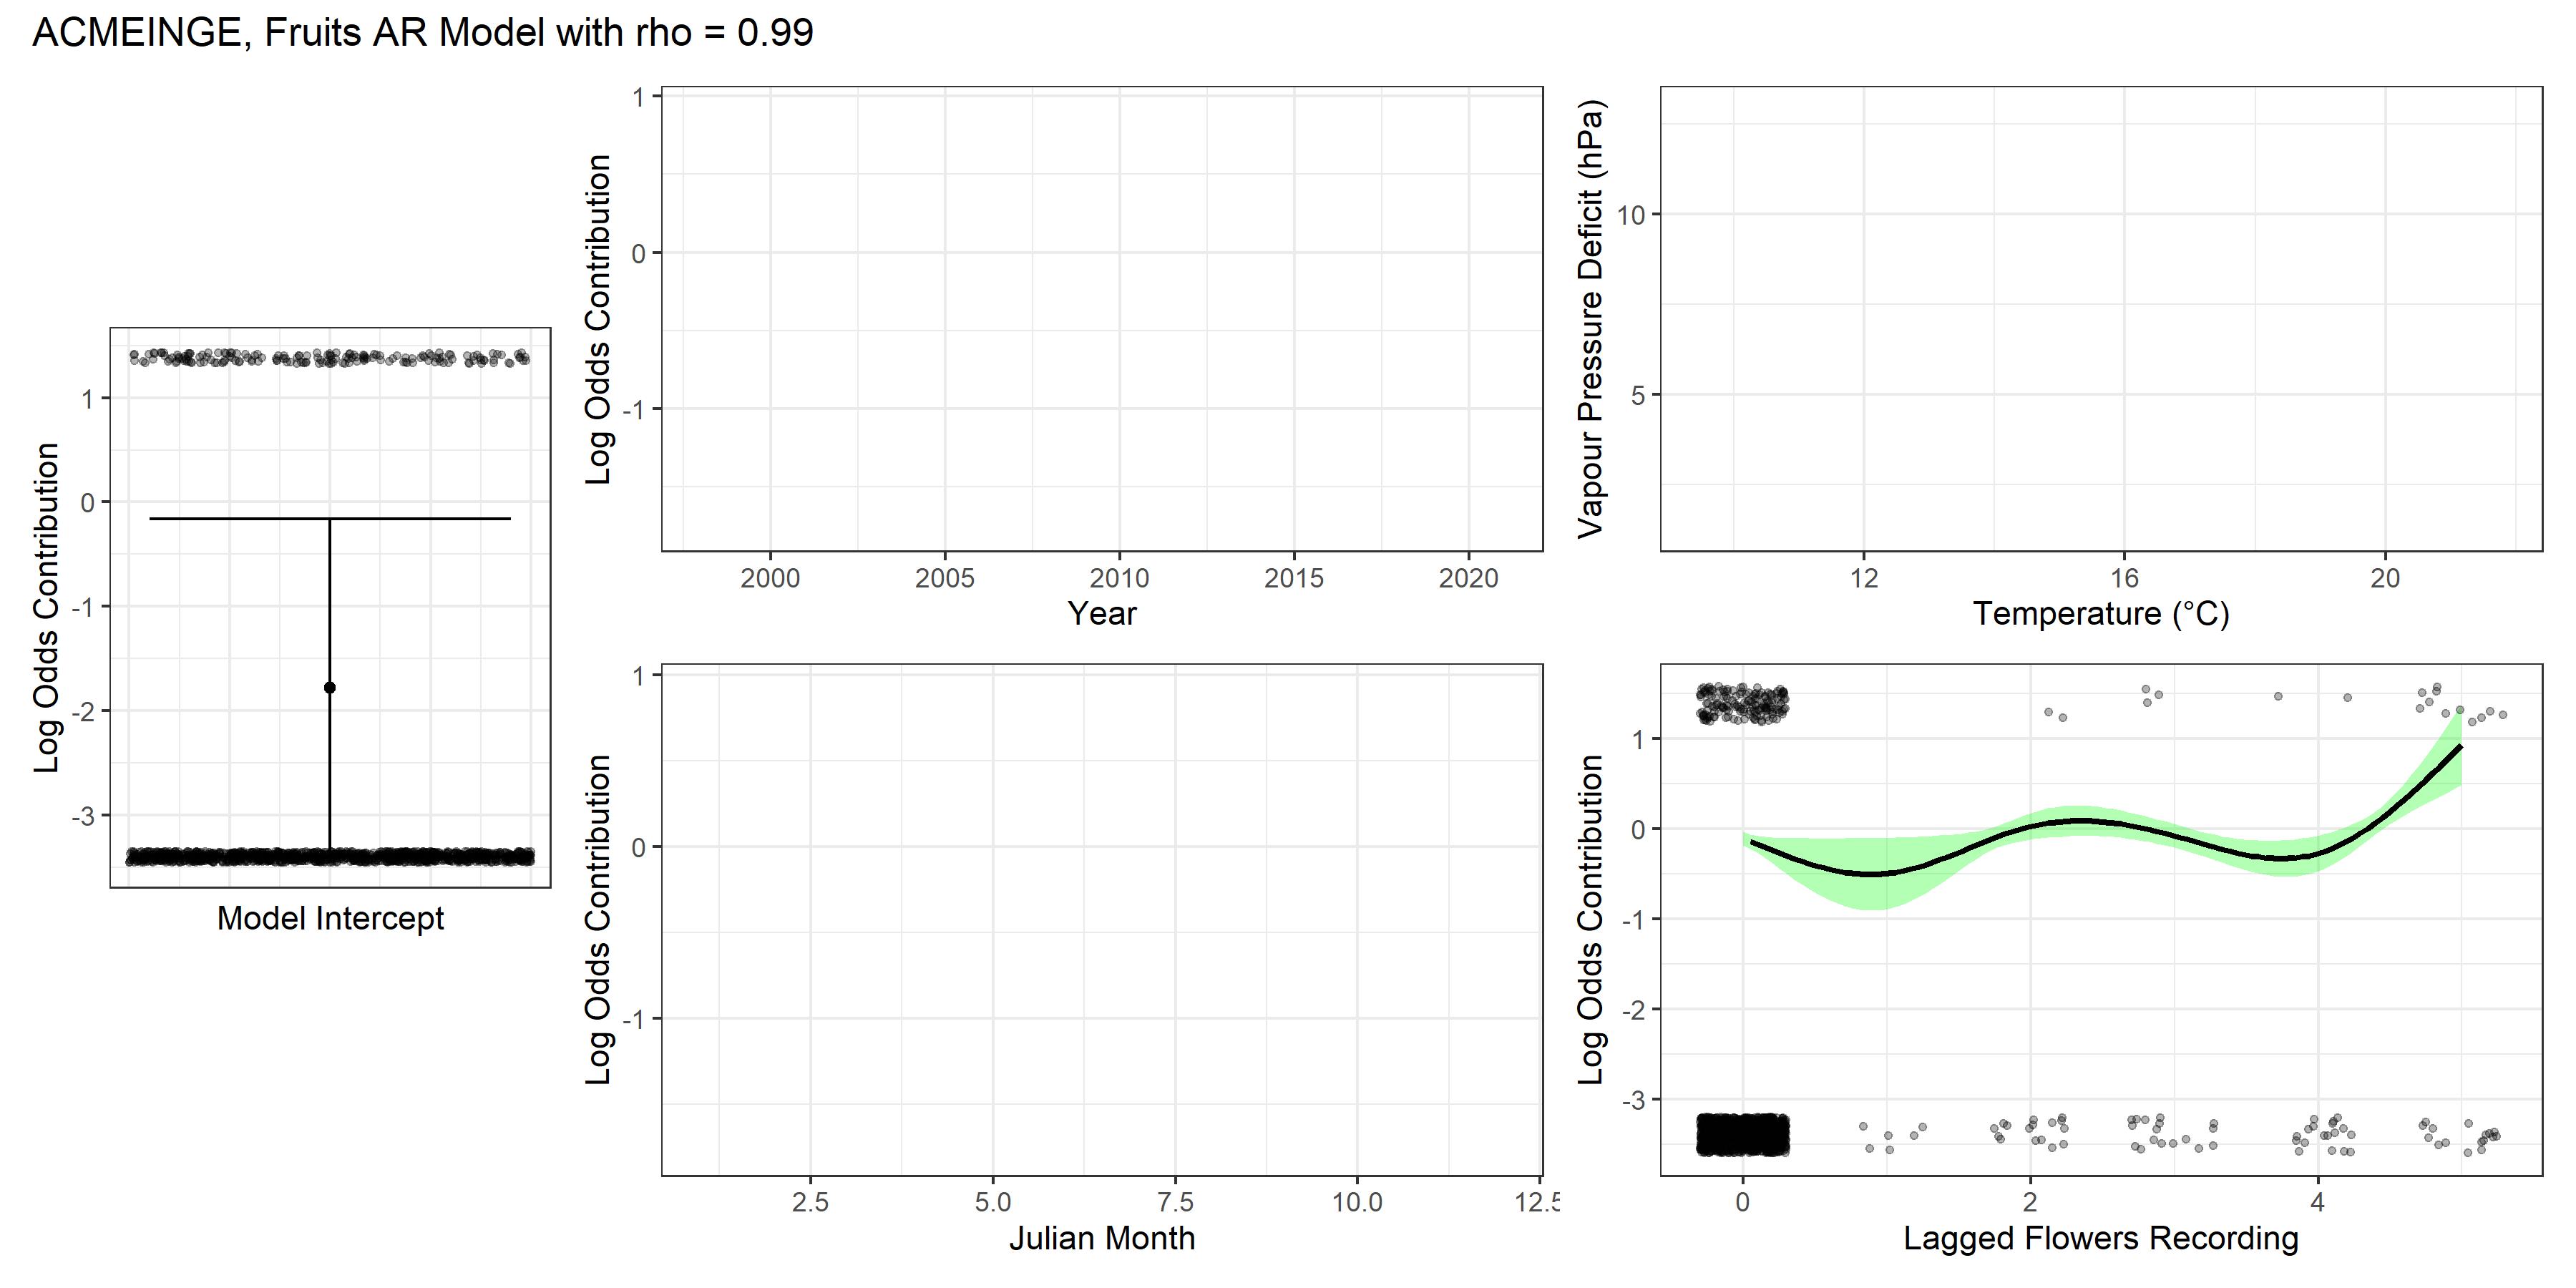 ACMEINGE, Fruits AR Model with rho = 0.99
Log Odds Contribution
1
0
-1
-2
-3
Model Intercept
Log Odds Contribution
1
0
-1
2000 2005 2010 2015 2020
Year
Vapour Pressure Deficit (hPa)
10
5
12 16 20
Temperature (°C)
Log Odds Contribution
1
0
-1
2.5 5.0 7.5 10.0 12.5
Julian Month
Log Odds Contribution
1
0
-1
-2
-3
0 2 4
Lagged Flowers Recording